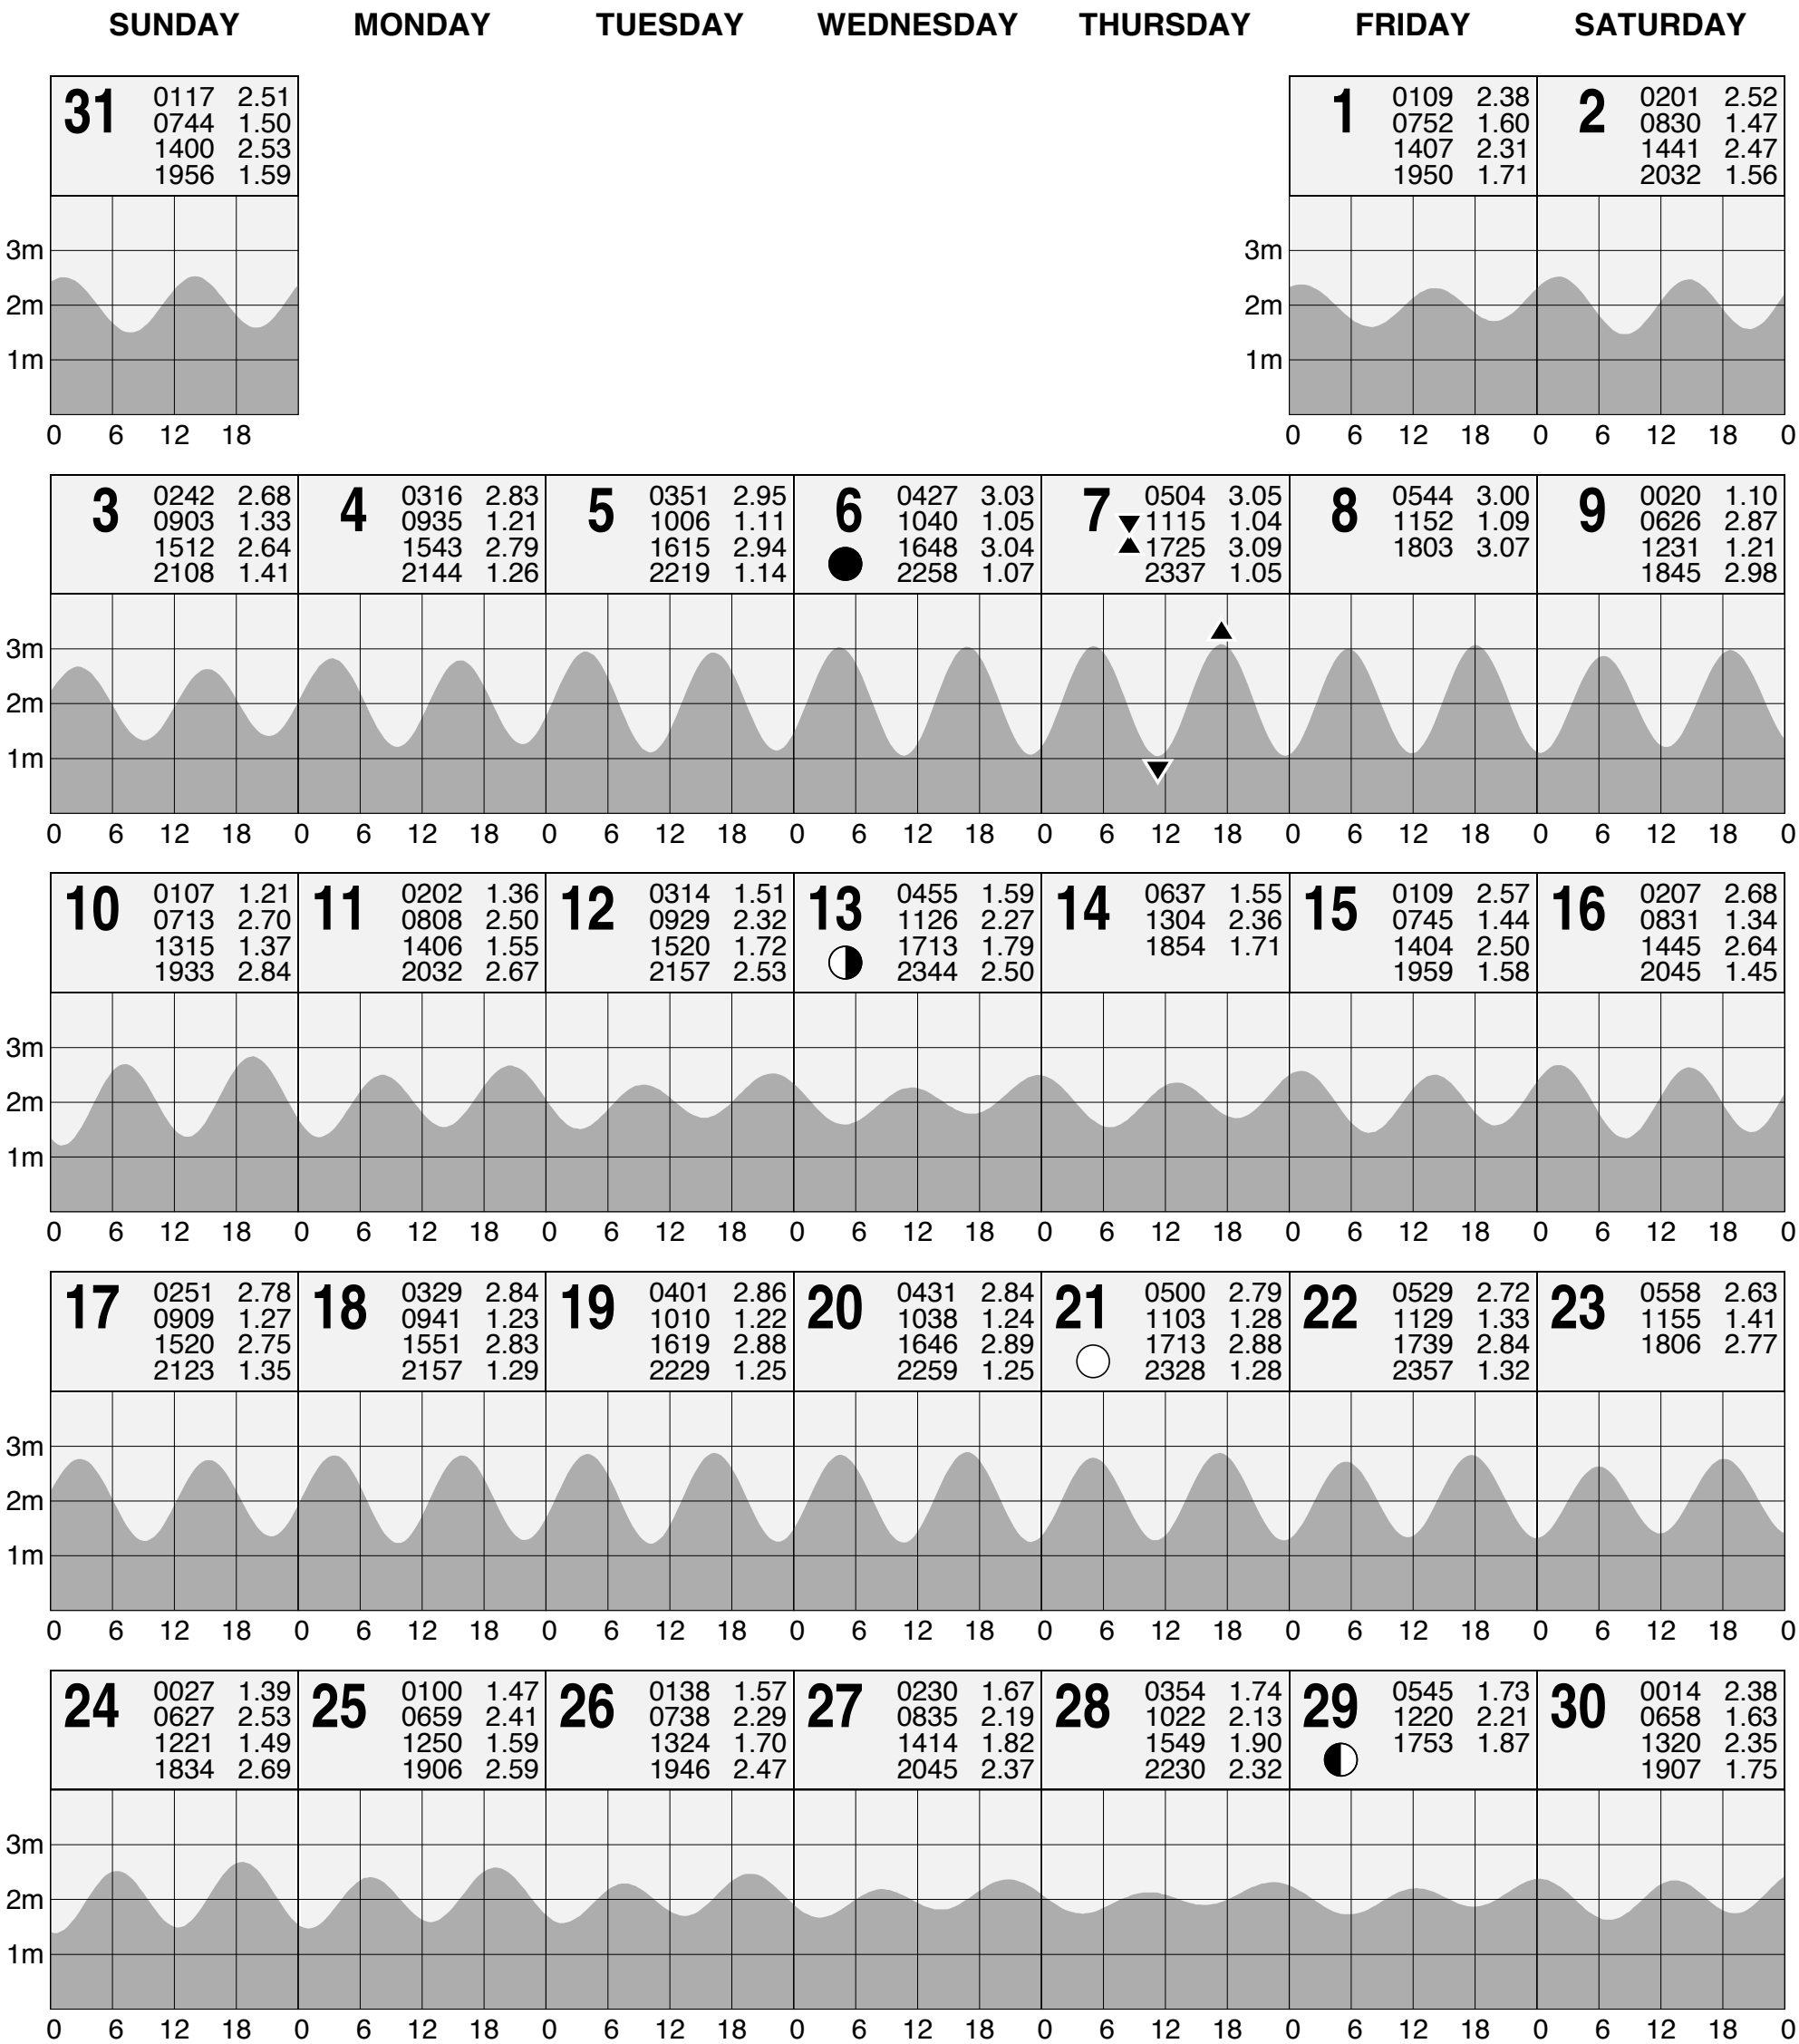 SUNDAY MONDAY TUESDAY WEDNESDAY THURSDAY FRIDAY SATURDAY
31 0117 2.51
0744 1.50
1400 2.53
1956 1.59
1 0109 2.38
0752 1.60
1407 2.31
1950 1.71
2 0201 2.52
0830 1.47
1441 2.47
2032 1.56
3m 3m
2m 2m
1m 1m
0 6 12 18 0 6 12 18 0 6 12 18 0
3 0242 2.68
0903 1.33
1512 2.64
2108 1.41
4 0316 2.83
0935 1.21
1543 2.79
2144 1.26
5 0351 2.95
1006 1.11
1615 2.94
2219 1.14
6 0427 3.03
1040 1.05
1648 3.04
2258 1.07
7 0504 3.05
1115 1.04
1725 3.09
2337 1.05
8 0544 3.00
1152 1.09
1803 3.07
9 0020 1.10
0626 2.87
1231 1.21
1845 2.98
3m
2m
1m
0 6 12 18 0 6 12 18 0 6 12 18 0 6 12 18 0 6 12 18 0 6 12 18 0 6 12 18 0
10 0107 1.21
0713 2.70
1315 1.37
1933 2.84
11 0202 1.36
0808 2.50
1406 1.55
2032 2.67
12 0314 1.51
0929 2.32
1520 1.72
2157 2.53
13 0455 1.59
1126 2.27
1713 1.79
2344 2.50
14 0637 1.55
1304 2.36
1854 1.71
15 0109 2.57
0745 1.44
1404 2.50
1959 1.58
16 0207 2.68
0831 1.34
1445 2.64
2045 1.45
3m
2m
1m
0 6 12 18 0 6 12 18 0 6 12 18 0 6 12 18 0 6 12 18 0 6 12 18 0 6 12 18 0
17 0251 2.78
0909 1.27
1520 2.75
2123 1.35
18 0329 2.84
0941 1.23
1551 2.83
2157 1.29
19 0401 2.86
1010 1.22
1619 2.88
2229 1.25
20 0431 2.84
1038 1.24
1646 2.89
2259 1.25
21 0500 2.79
1103 1.28
1713 2.88
2328 1.28
22 0529 2.72
1129 1.33
1739 2.84
2357 1.32
23 0558 2.63
1155 1.41
1806 2.77
3m
2m
1m
0 6 12 18 0 6 12 18 0 6 12 18 0 6 12 18 0 6 12 18 0 6 12 18 0 6 12 18 0
24 0027 1.39
0627 2.53
1221 1.49
1834 2.69
25 0100 1.47
0659 2.41
1250 1.59
1906 2.59
26 0138 1.57
0738 2.29
1324 1.70
1946 2.47
27 0230 1.67
0835 2.19
1414 1.82
2045 2.37
28 0354 1.74
1022 2.13
1549 1.90
2230 2.32
29 0545 1.73
1220 2.21
1753 1.87
30 0014 2.38
0658 1.63
1320 2.35
1907 1.75
3m
2m
1m
0 6 12 18 0 6 12 18 0 6 12 18 0 6 12 18 0 6 12 18 0 6 12 18 0 6 12 18 0